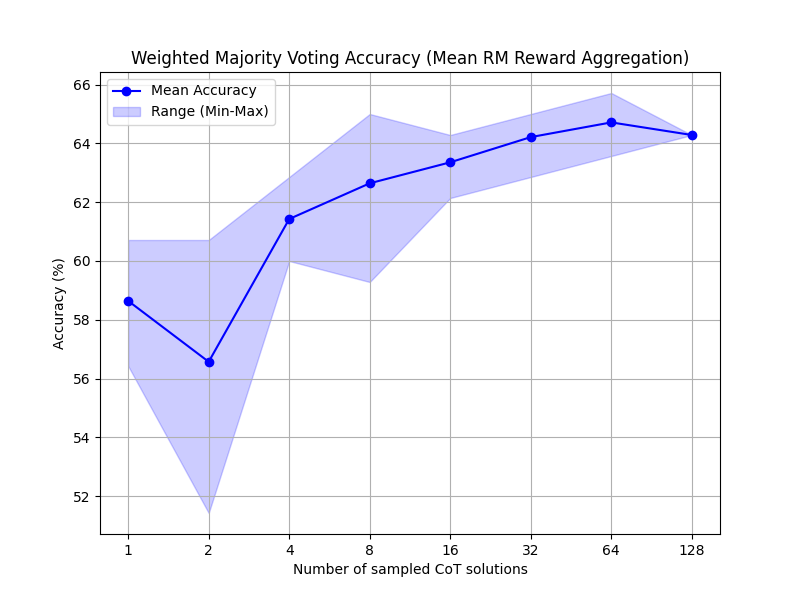 Weighted Majority Voting Accuracy (Mean RM Reward Aggregation)
Mean Accuracy
Range (Min-Max)
Accuracy (%)
66
64
62
60
58
56
54
52
1 2 4 8 16 32 64 128
Number of sampled CoT solutions